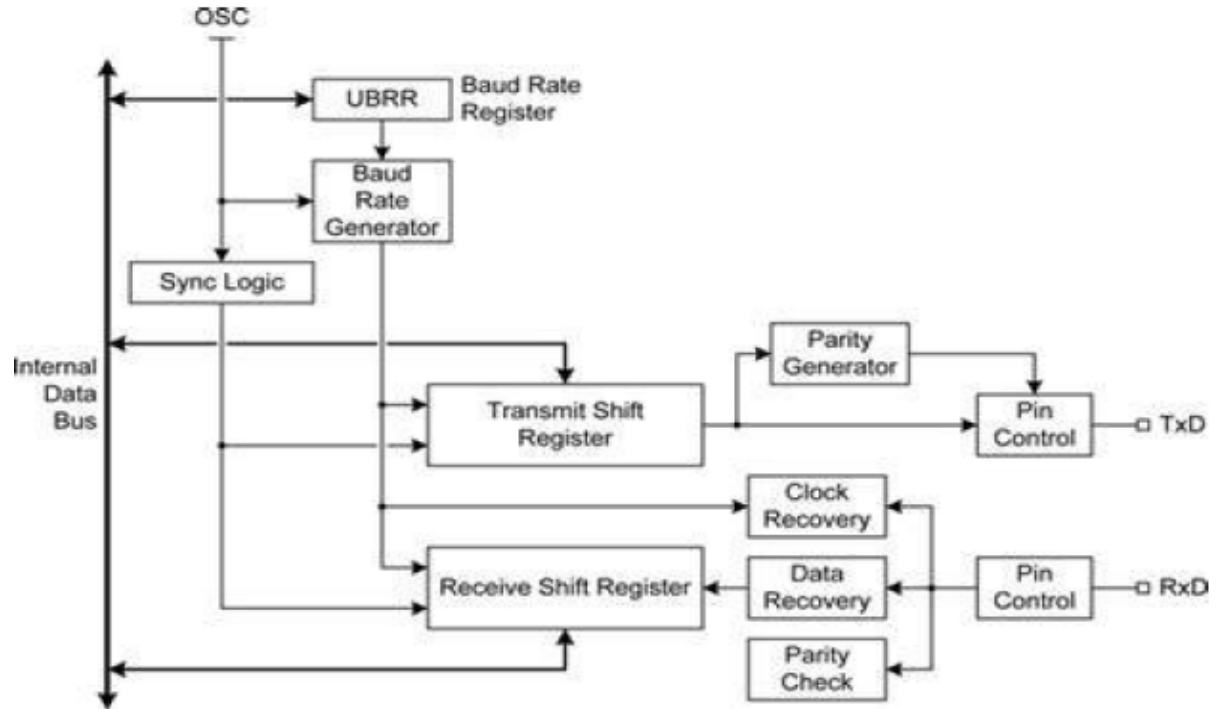 OSC
UBRR
Baud Rate
Register
Baud
Rate
Generator
Sync Logic
Internal
Data
Bus
Parity
Generator
Transmit Shift
Register
Pin
Control
TxD
Clock
Recovery
Receive Shift Register
Data
Recovery
Pin
Control
RxD
Parity
Check